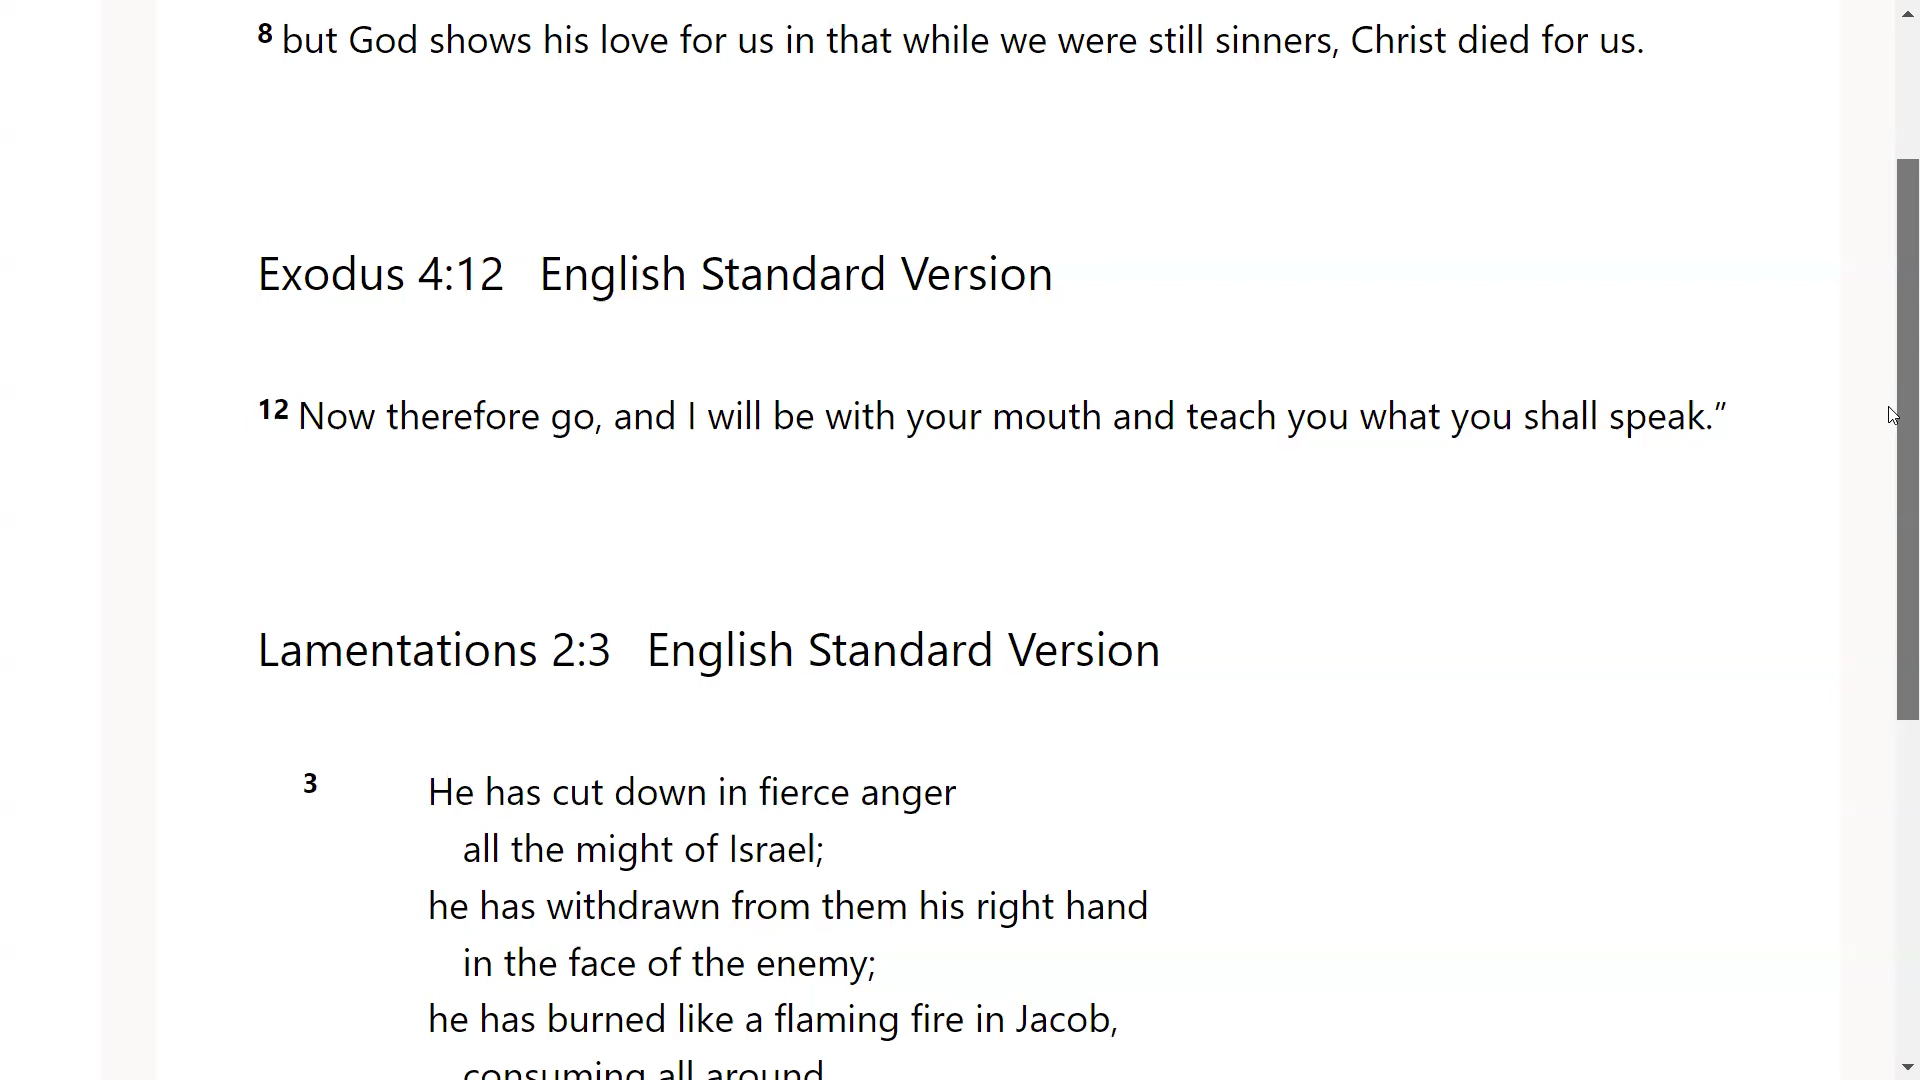 8 but God shows his love for us in that while we were still sinners, Christ died for us.
Exodus 4:12 English Standard Version
12 Now therefore go, and I will be with your mouth and teach you what you shall speak.”
Lamentations 2:3 English Standard Version
3 He has cut down in fierce anger
all the might of Israel;
he has withdrawn from them his right hand
in the face of the enemy;
he has burned like a flaming fire in Jacob,
consuming all around